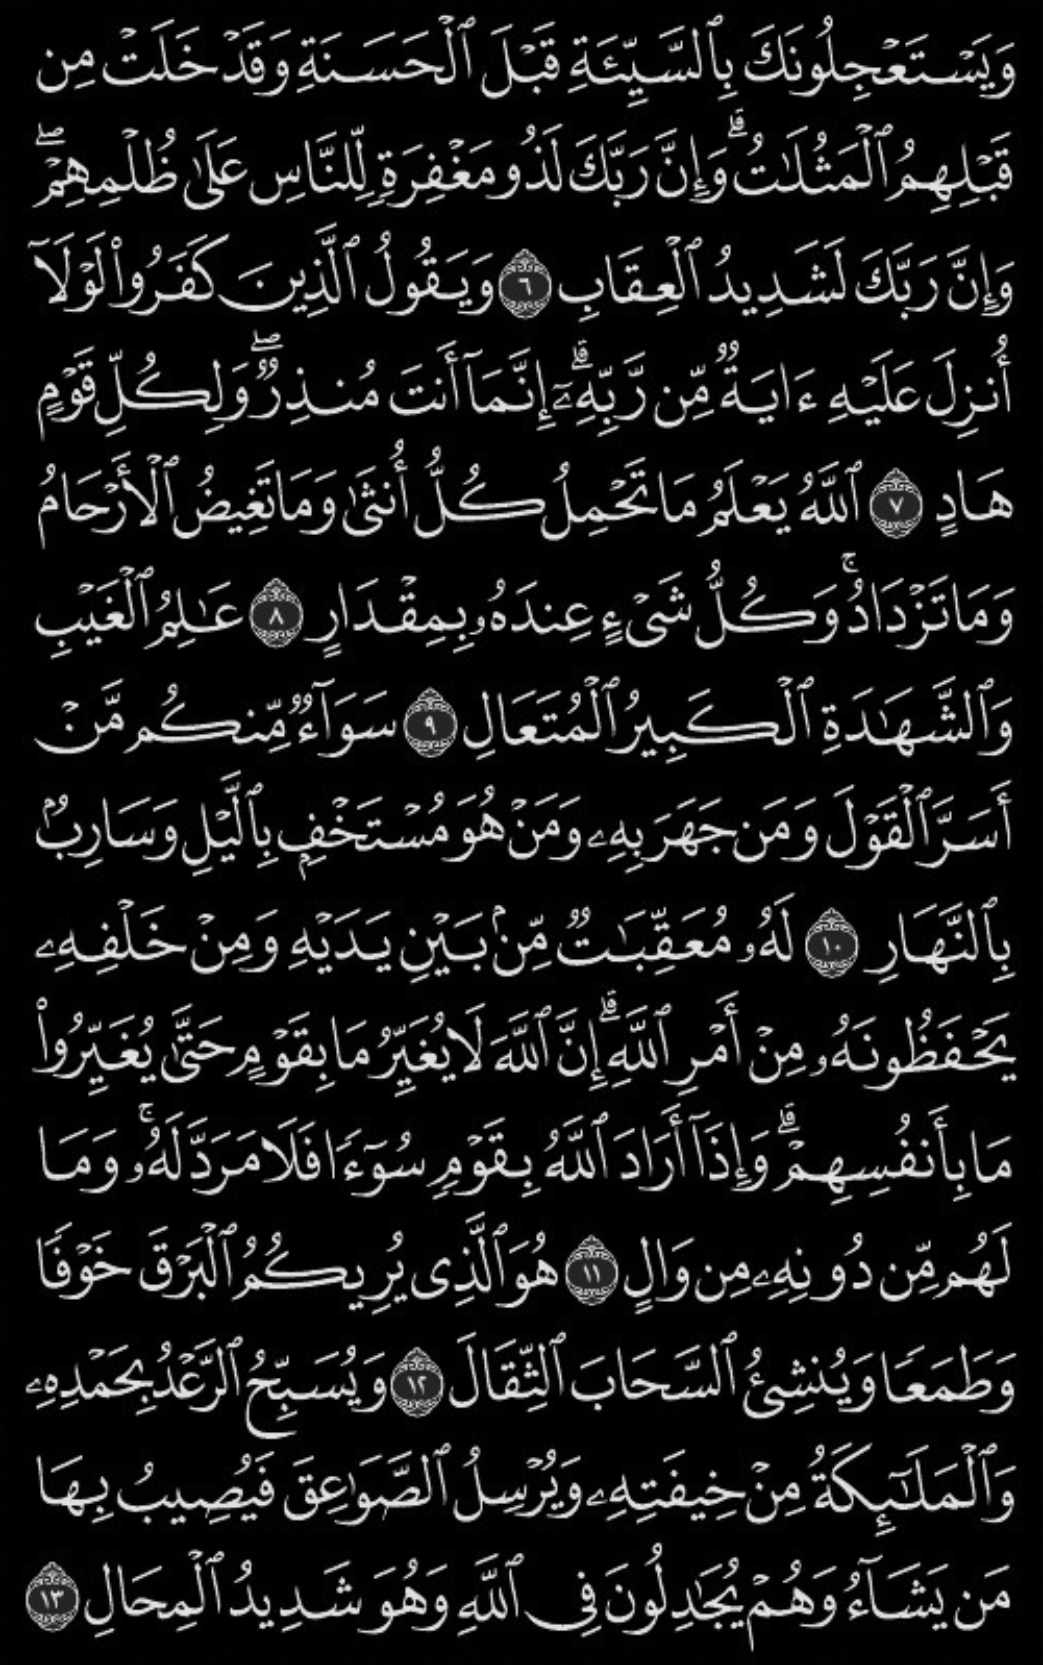 وَيَسۡتَعۡجِلُونَكَ بِٱلسَّيِّئَةِ قَبۡلَ ٱلۡحَسَنَةِ وَقَدۡ خَلَتۡ مِن
قَبۡلِهِمُ ٱلۡمَثُلَٰتُۗ وَإِنَّ رَبَّكَ لَذُو مَغۡفِرَةٖ لِّلنَّاسِ عَلَىٰ ظُلۡمِهِمۡۖ
وَإِنَّ رَبَّكَ لَشَدِيدُ ٱلۡعِقَابِ ٦ وَيَقُولُ ٱلَّذِينَ كَفَرُواْ لَوۡلَآ
أُنزِلَ عَلَيۡهِ ءَايَةٞ مِّن رَّبِّهِۦٓۗ إِنَّمَآ أَنتَ مُنذِرٞۖ وَلِكُلِّ قَوۡمٍ
هَادٍ ٧ ٱللَّهُ يَعۡلَمُ مَا تَحۡمِلُ كُلُّ أُنثَىٰ وَمَا تَغِيضُ ٱلۡأَرۡحَامُ
وَمَا تَزۡدَادُۚ وَكُلُّ شَيۡءٍ عِندَهُۥ بِمِقۡدَارٍ ٨ عَٰلِمُ ٱلۡغَيۡبِ
وَٱلشَّهَٰدَةِ ٱلۡكَبِيرُ ٱلۡمُتَعَالِ ٩ سَوَآءٞ مِّنكُم مَّنۡ
أَسَرَّ ٱلۡقَوۡلَ وَمَن جَهَرَ بِهِۦ وَمَنۡ هُوَ مُسۡتَخۡفِۭ بِٱلَّيۡلِ وَسَارِبُۢ
بِٱلنَّهَارِ ١٠ لَهُۥ مُعَقِّبَٰتٞ مِّنۢ بَيۡنِ يَدَيۡهِ وَمِنۡ خَلۡفِهِۦ
يَحۡفَظُونَهُۥ مِنۡ أَمۡرِ ٱللَّهِۗ إِنَّ ٱللَّهَ لَا يُغَيِّرُ مَا بِقَوۡمٍ حَتَّىٰ يُغَيِّرُواْ
مَا بِأَنفُسِهِمۡۗ وَإِذَآ أَرَادَ ٱللَّهُ بِقَوۡمٖ سُوٓءٗا فَلَا مَرَدَّ لَهُۥۚ وَمَا
لَهُم مِّن دُونِهِۦ مِن وَالٍ ١١ هُوَ ٱلَّذِي يُرِيكُمُ ٱلۡبَرۡقَ خَوۡفٗا
وَطَمَعٗا وَيُنشِئُ ٱلسَّحَابَ ٱلثِّقَالَ ١٢ وَيُسَبِّحُ ٱلرَّعۡدُ بِحَمۡدِهِۦ
وَٱلۡمَلَٰٓئِكَةُ مِنۡ خِيفَتِهِۦ وَيُرۡسِلُ ٱلصَّوَٰعِقَ فَيُصِيبُ بِهَا
مَن يَشَآءُ وَهُمۡ يُجَٰدِلُونَ فِي ٱللَّهِ وَهُوَ شَدِيدُ ٱلۡمِحَالِ ١٣